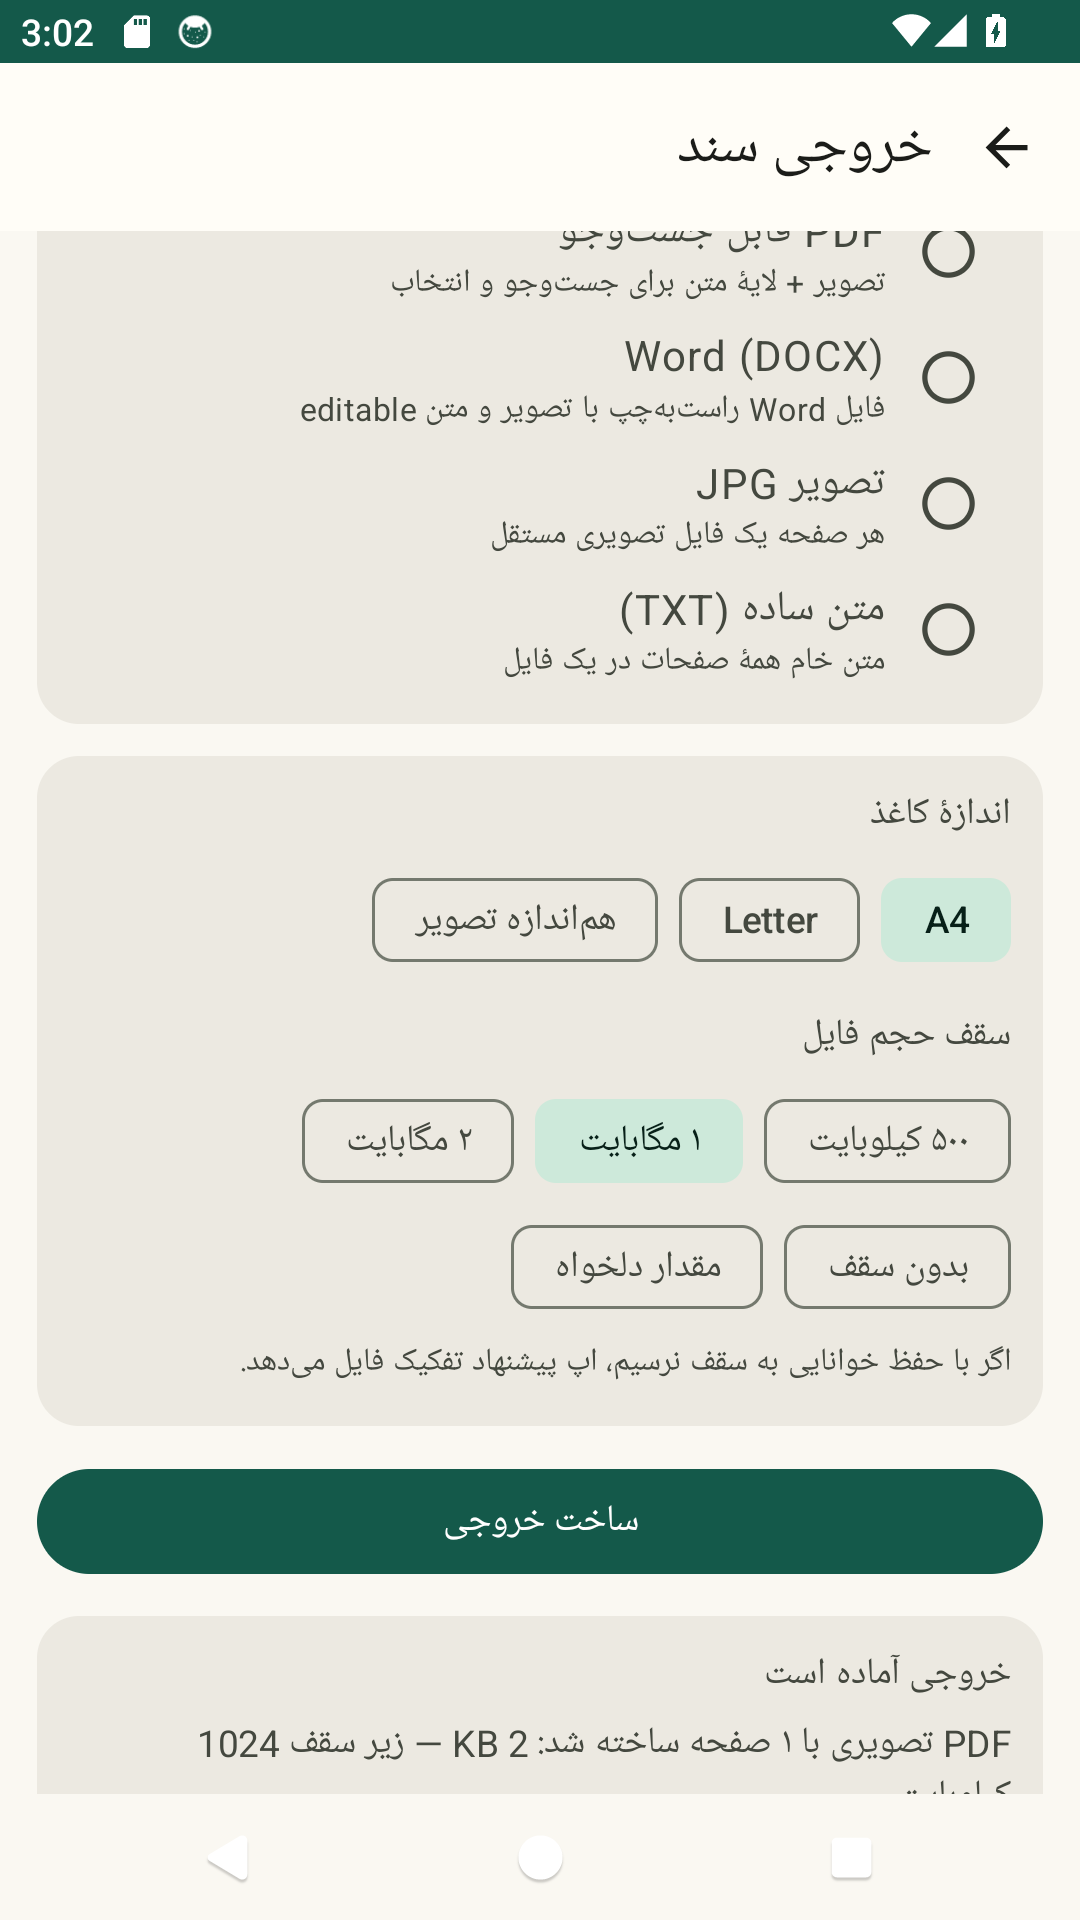 3:02
خروجی سند
PDF قابل جست‌وجو
تصویر + لایهٔ متن برای جست‌وجو و انتخاب
Word (DOCX)
فایل Word راست‌به‌چپ با تصویر و متن editable
تصویر JPG
هر صفحه یک فایل تصویری مستقل
متن ساده (TXT)
متن خام همهٔ صفحات در یک فایل
اندازهٔ کاغذ
A4
Letter
هم‌اندازه تصویر
سقف حجم فایل
۵۰۰ کیلوبایت
۱ مگابایت
۲ مگابایت
بدون سقف
مقدار دلخواه
اگر با حفظ خوانایی به سقف نرسیم، اپ پیشنهاد تفکیک فایل می‌دهد.
ساخت خروجی
خروجی آماده است
PDF تصویری با ۱ صفحه ساخته شد: 2 KB — زیر سقف 1024